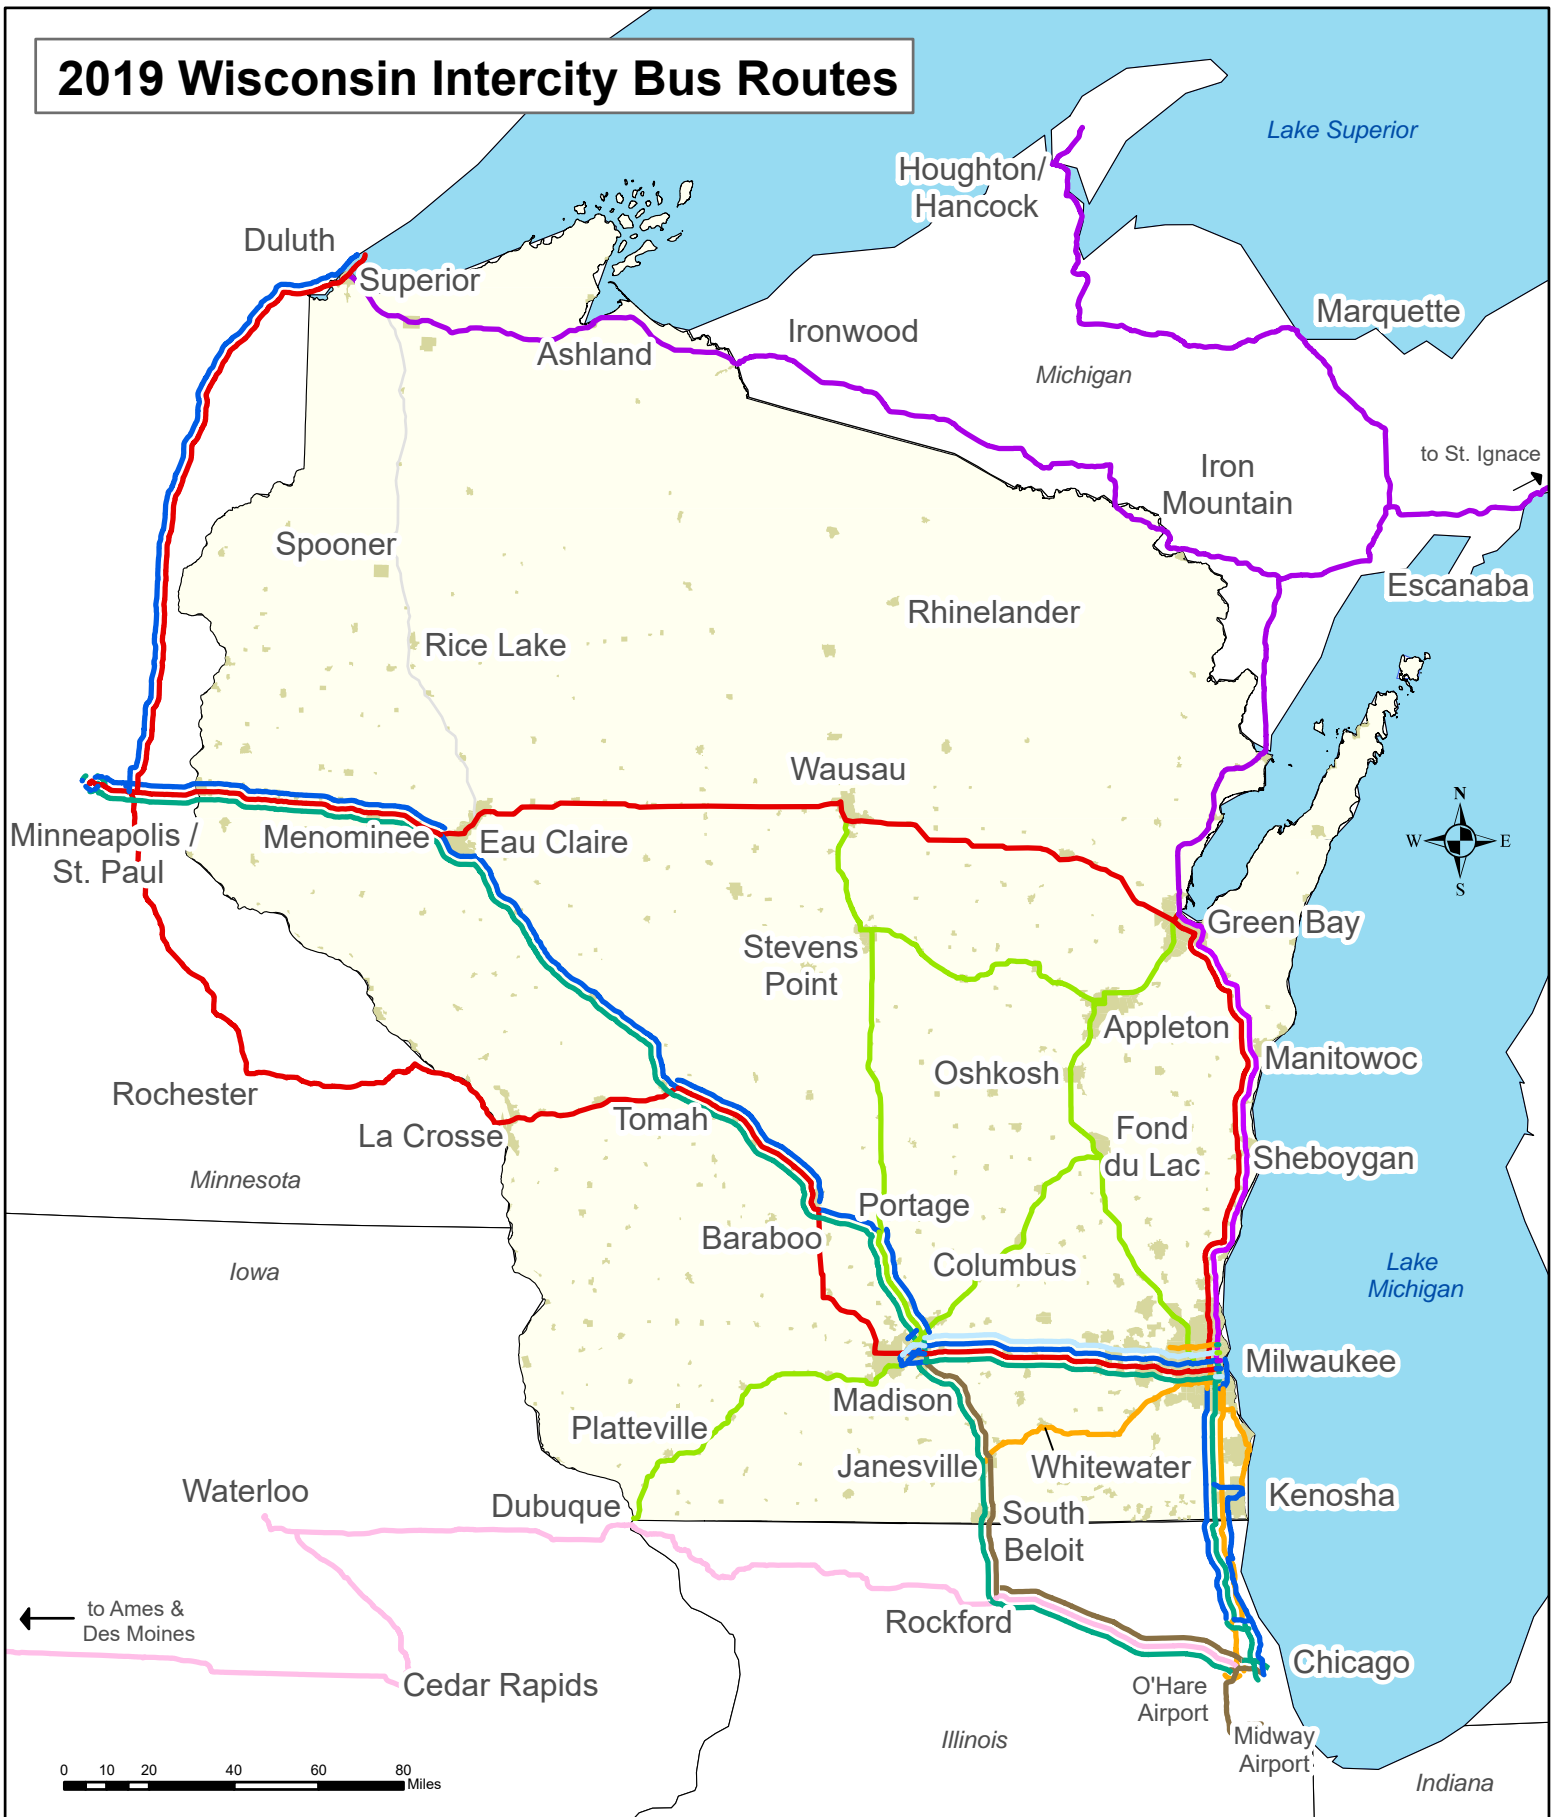 2019 Wisconsin Intercity Bus Routes
Lake Superior
Houghton/
Hancock
Duluth
Superior
Marquette
Ironwood
Ashland
Michigan
to St. Ignace
Iron
Mountain
Spooner
Escanaba
Rhinelander
Rice Lake
Wausau
N
W
E
S
Minneapolis /
St. Paul
Menominee
Eau Claire
Green Bay
Stevens
Point
Appleton
Manitowoc
Oshkosh
Rochester
Tomah
La Crosse
Fond
du Lac
Sheboygan
Minnesota
Portage
Baraboo
Columbus
Iowa
Lake
Michigan
Milwaukee
Madison
Platteville
Janesville
Whitewater
Waterloo
Dubuque
Kenosha
South
Beloit
to Ames &
Des Moines
Rockford
Chicago
Cedar Rapids
O'Hare
Airport
Illinois
Midway
Airport
Indiana
0 10 20 40 60 80
Miles